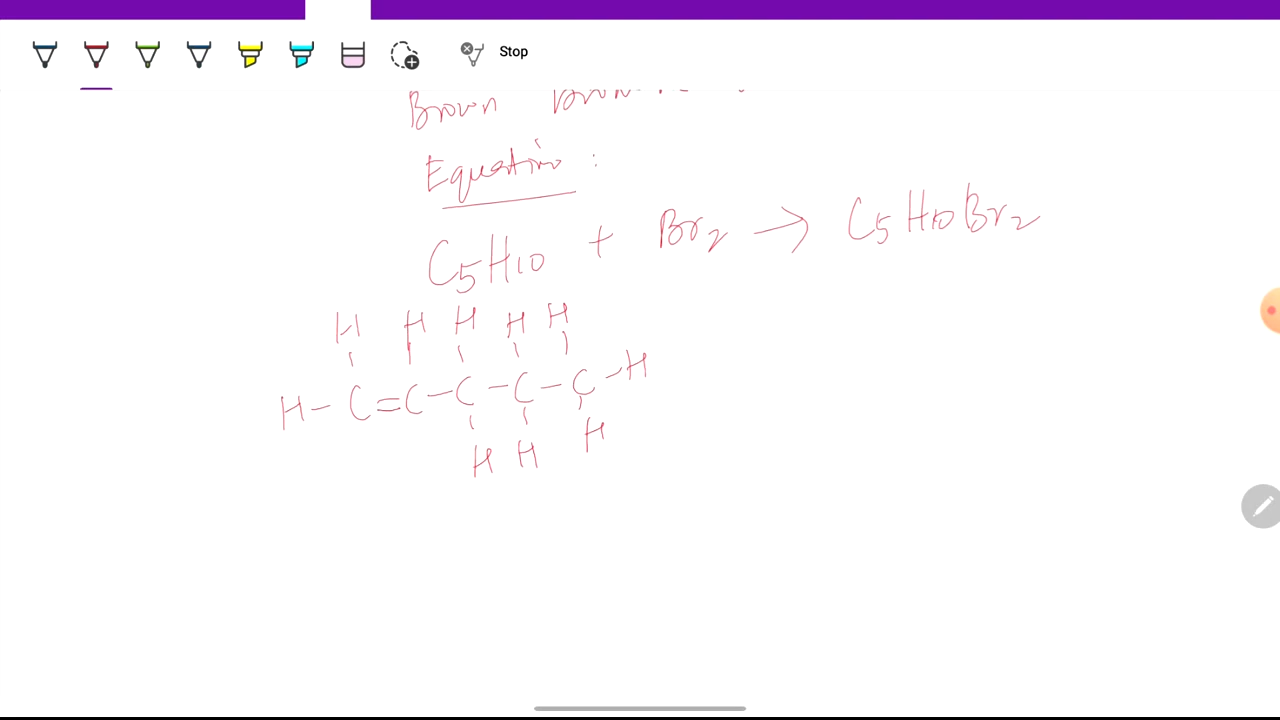 Stop
Brown
Equation :
C5H10 + Br2 → C5H10Br2
H H H H H
H - C = C - C - C - C - H
H H H